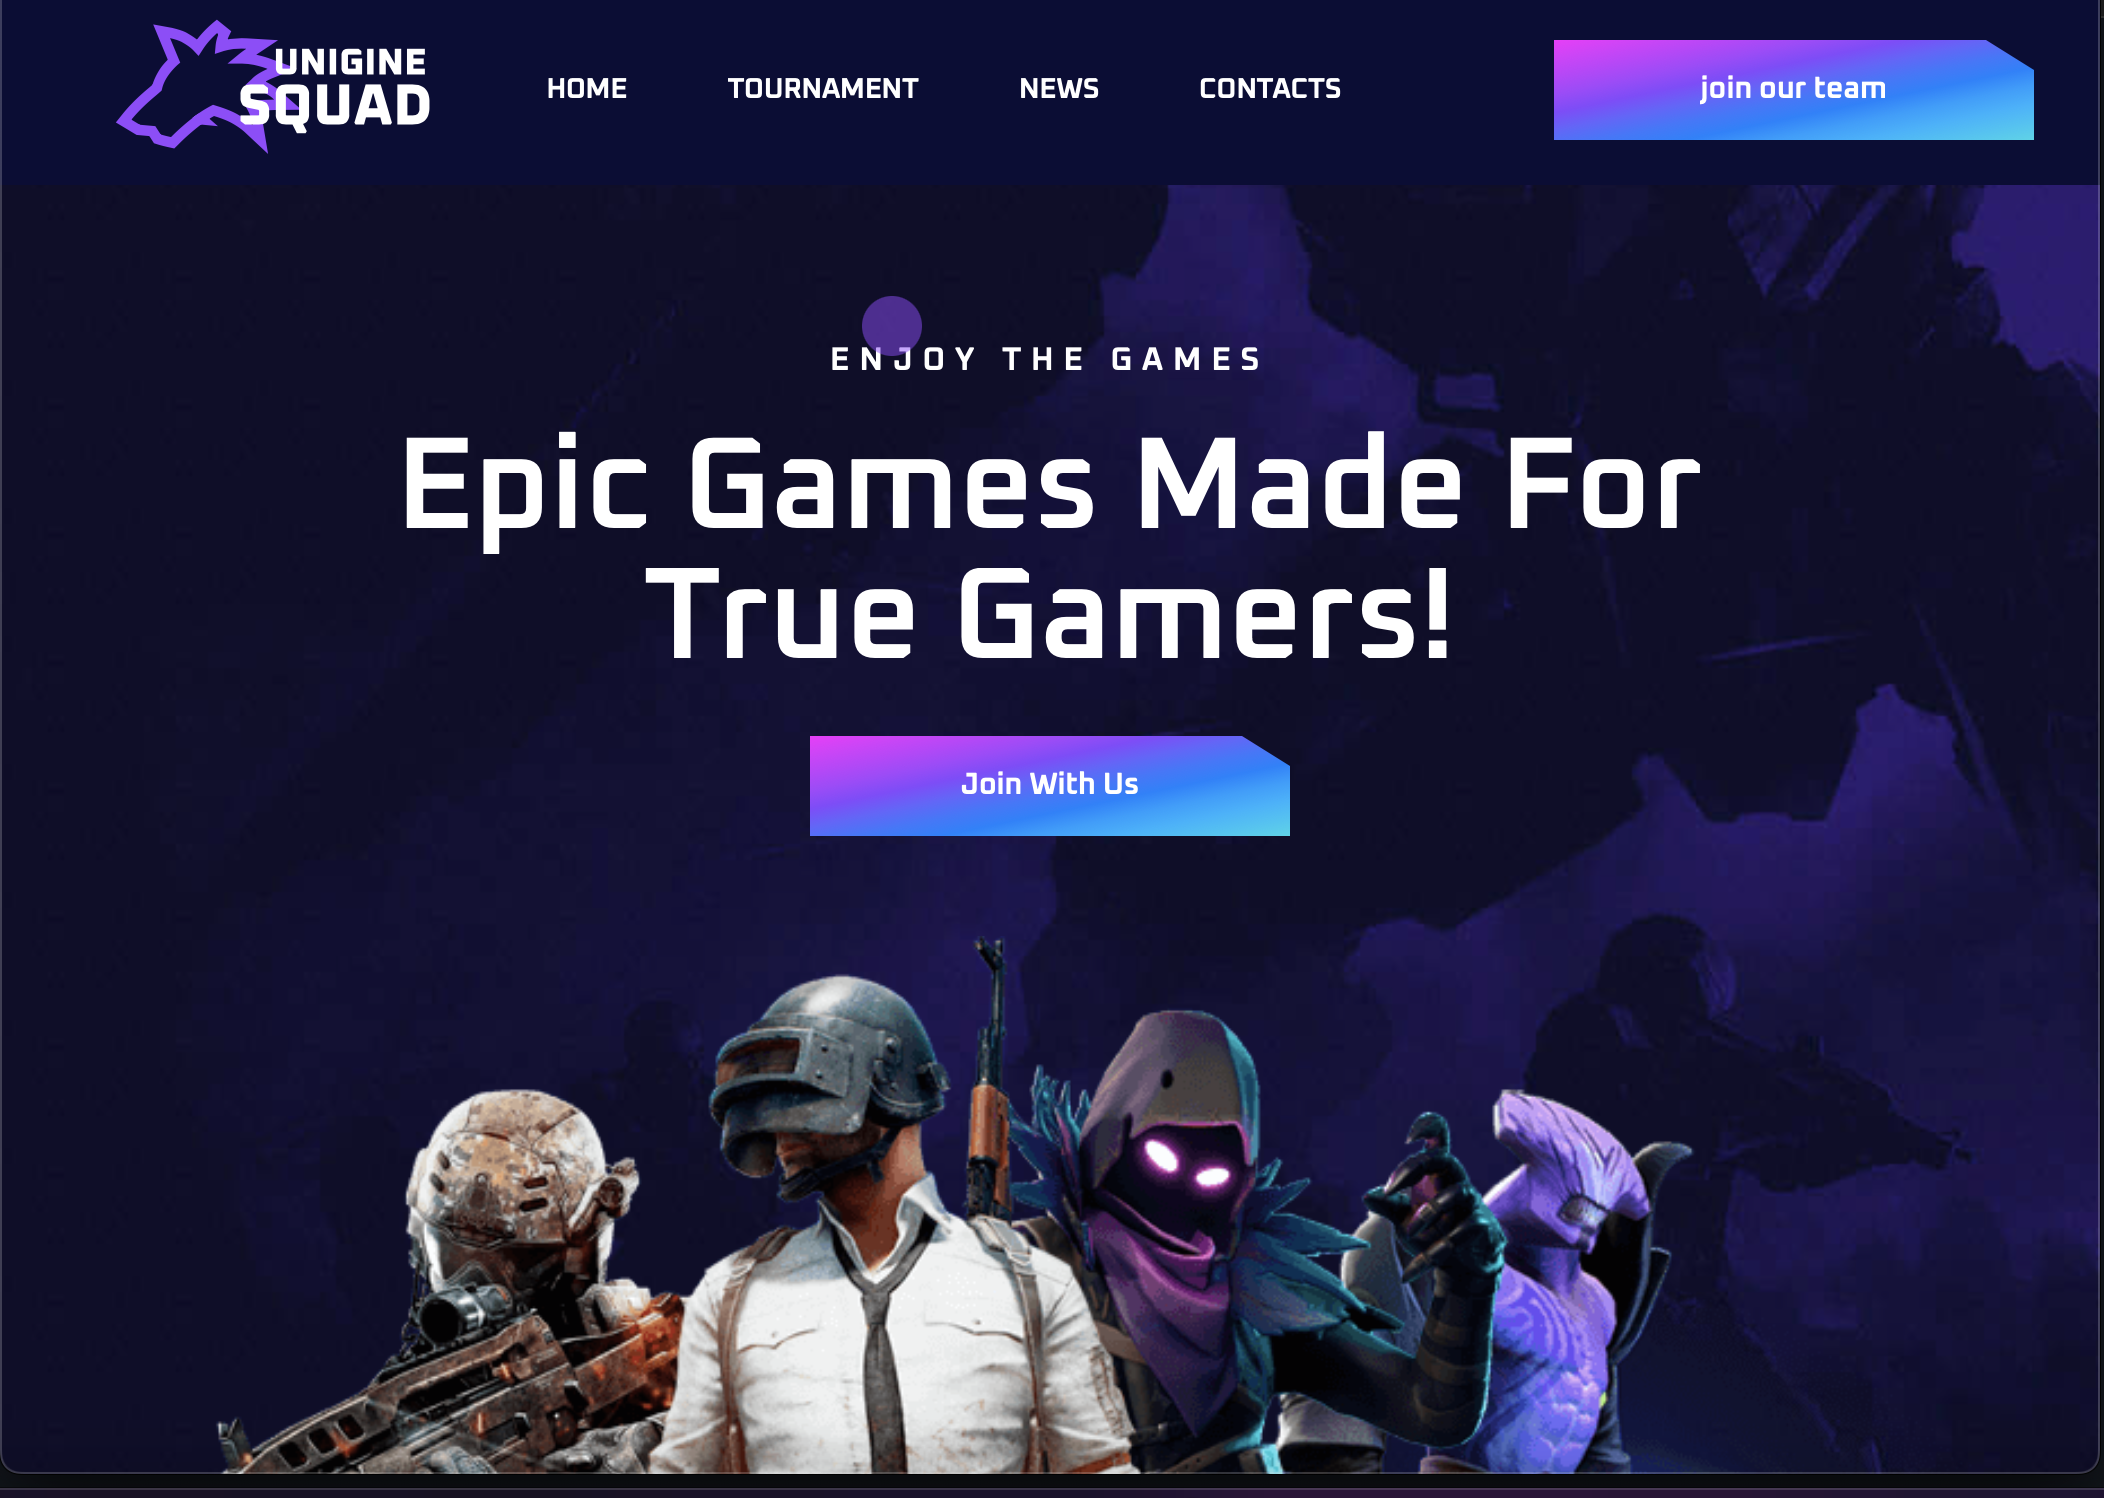 UNIGINE
SQUAD
HOME
TOURNAMENT
NEWS
CONTACTS
join our team
ENJOY THE GAMES
Epic Games Made For
True Gamers!
Join With Us